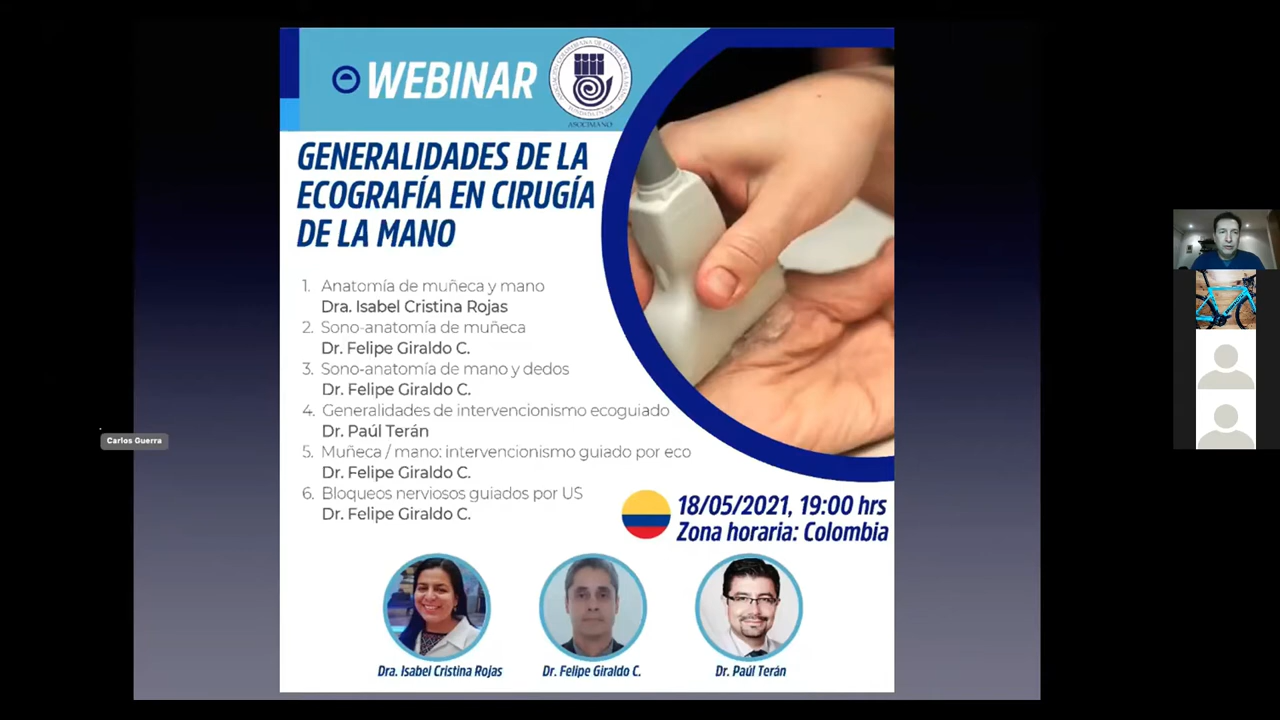 WEBINAR
ASOCIMANO
GENERALIDADES DE LA
ECOGRAFÍA EN CIRUGÍA
DE LA MANO
1. Anatomía de muñeca y mano
Dra. Isabel Cristina Rojas
2. Sono-anatomía de muñeca
Dr. Felipe Giraldo C.
3. Sono-anatomía de mano y dedos
Dr. Felipe Giraldo C.
4. Generalidades de intervencionismo ecoguiado
Dr. Paúl Terán
5. Muñeca / mano: intervencionismo guiado por eco
Dr. Felipe Giraldo C.
6. Bloqueos nerviosos guiados por US
Dr. Felipe Giraldo C.
18/05/2021, 19:00 hrs
Zona horaria: Colombia
Dra. Isabel Cristina Rojas
Dr. Felipe Giraldo C.
Dr. Paúl Terán
Carlos Guerra